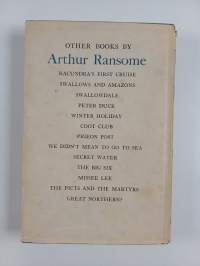 OTHER BOOKS BY
Arthur Ransome
RACUNDRA'S FIRST CRUISE
SWALLOWS AND AMAZONS
SWALLOWDALE
PETER DUCK
WINTER HOLIDAY
COOT CLUB
PIGEON POST
WE DIDN'T MEAN TO GO TO SEA
SECRET WATER
THE BIG SIX
MISSEE LEE
THE PICTS AND THE MARTYRS
GREAT NORTHERN?